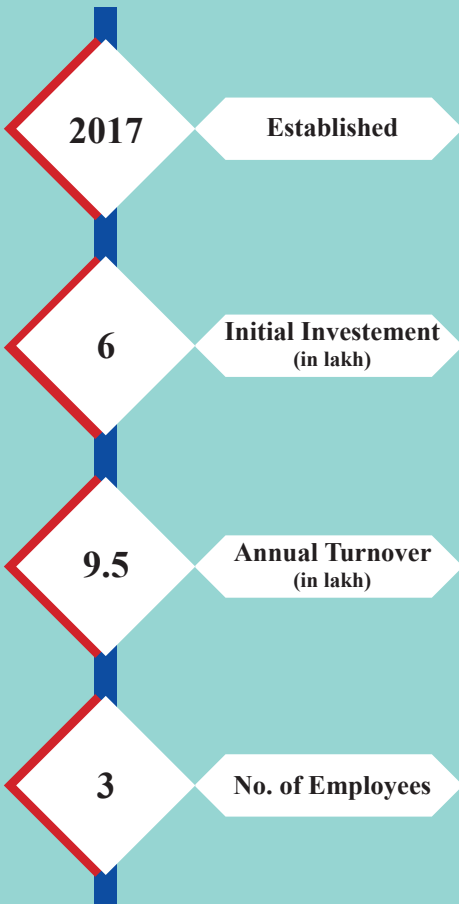 2017
Established
6
Initial Investement
(in lakh)
9.5
Annual Turnover
(in lakh)
3
No. of Employees